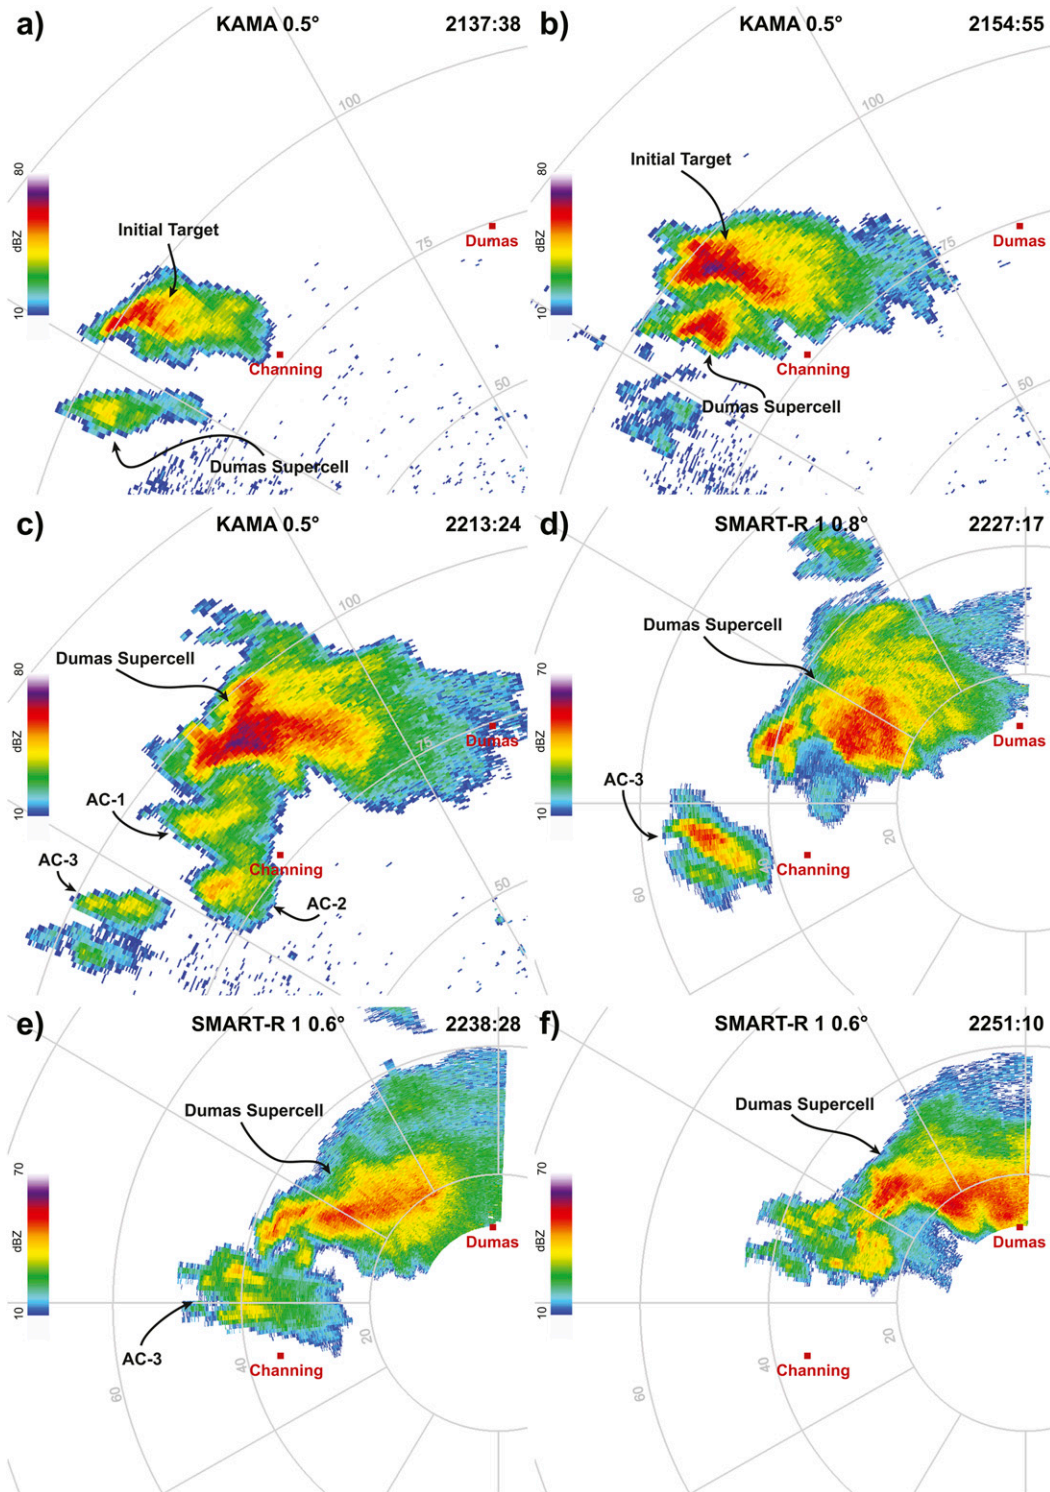 a) KAMA 0.5° 2137:38
100
80
dBZ
10
Initial Target
75
Dumas
Channing
50
Dumas Supercell
b) KAMA 0.5° 2154:55
100
80
dBZ
10
Initial Target
75
Dumas
Channing
50
Dumas Supercell
c) KAMA 0.5° 2213:24
100
80
dBZ
10
Dumas Supercell
75
Dumas
AC-1
AC-3
Channing
50
AC-2
d) SMART-R 1 0.8° 2227:17
70
dBZ
10
Dumas Supercell
Dumas
AC-3
20
Channing
40
60
e) SMART-R 1 0.6° 2238:28
70
dBZ
10
Dumas Supercell
Dumas
20
AC-3
40
Channing
60
f) SMART-R 1 0.6° 2251:10
70
dBZ
10
Dumas Supercell
Dumas
20
40
Channing
60